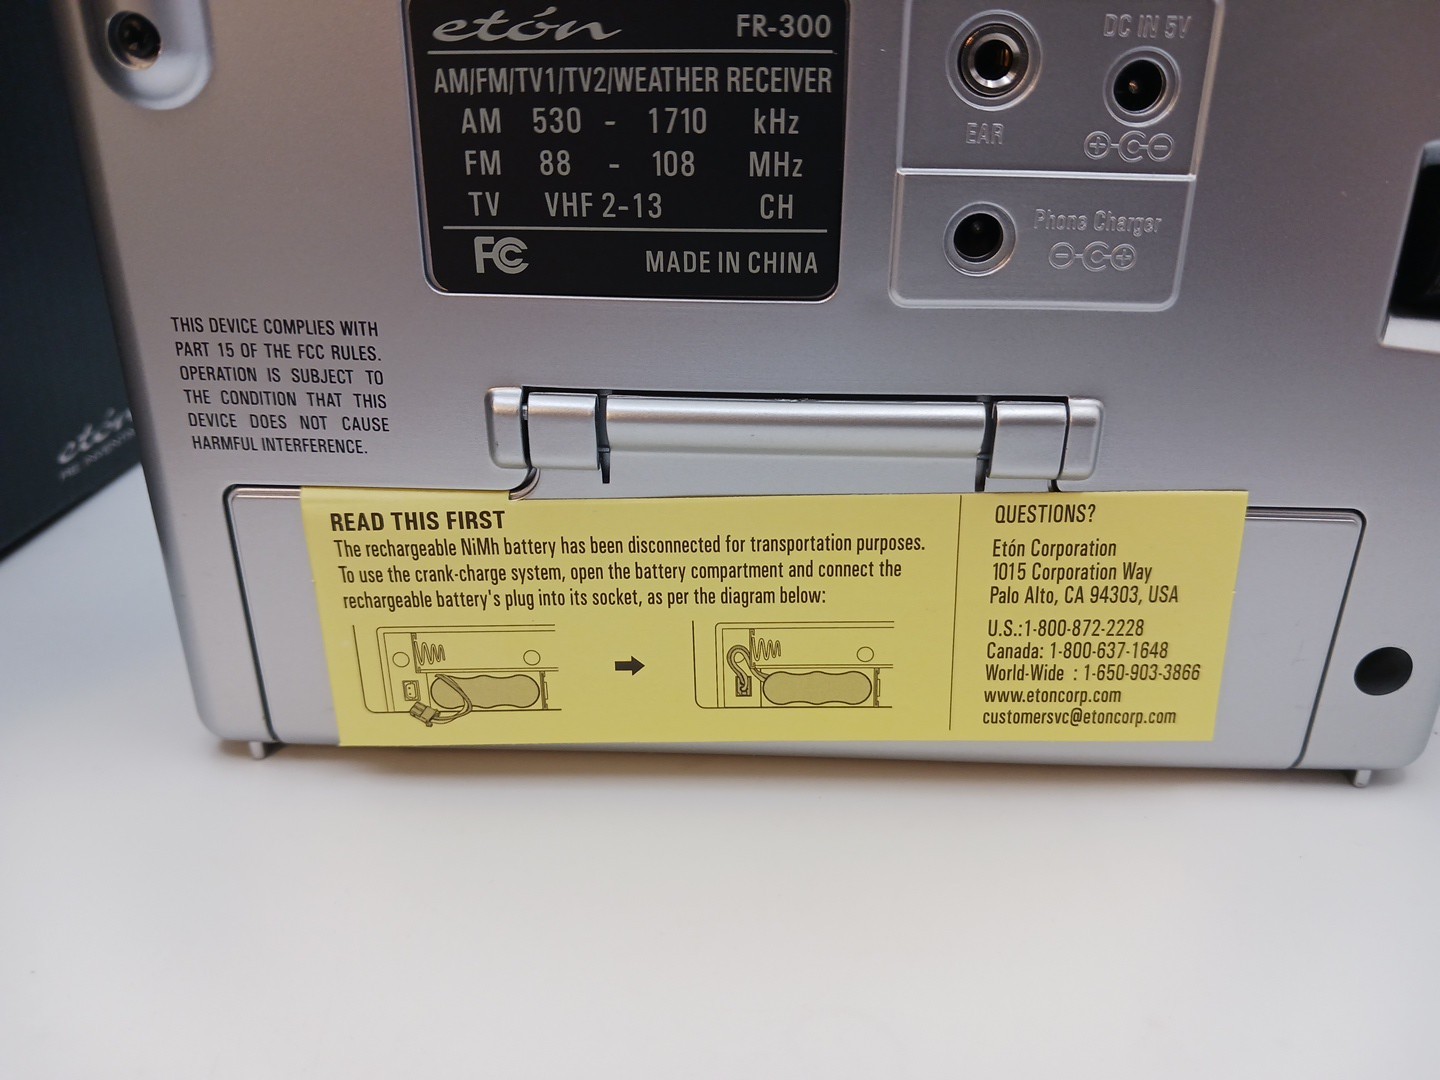 etón FR-300
AM/FM/TV1/TV2/WEATHER RECEIVER
AM 530 - 1710 kHz
FM 88 - 108 MHz
TV VHF 2-13 CH
FC MADE IN CHINA
EAR
DC IN 5V
Phone Charger
THIS DEVICE COMPLIES WITH
PART 15 OF THE FCC RULES.
OPERATION IS SUBJECT TO
THE CONDITION THAT THIS
DEVICE DOES NOT CAUSE
HARMFUL INTERFERENCE.
etón
READ THIS FIRST
The rechargeable NiMh battery has been disconnected for transportation purposes.
To use the crank-charge system, open the battery compartment and connect the
rechargeable battery's plug into its socket, as per the diagram below:
QUESTIONS?
Etón Corporation
1015 Corporation Way
Palo Alto, CA 94303, USA
U.S.:1-800-872-2228
Canada: 1-800-637-1648
World-Wide : 1-650-903-3866
www.etoncorp.com
customersvc@etoncorp.com